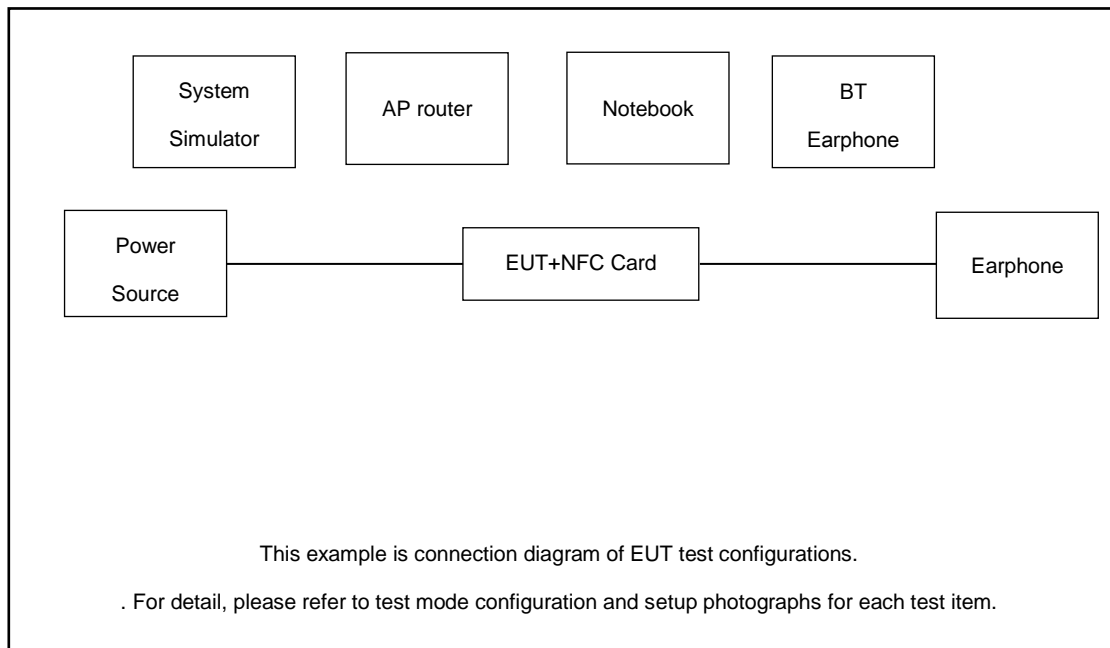 System
Simulator
AP router
Notebook
BT
Earphone
Power
Source
EUT+NFC Card
Earphone
This example is connection diagram of EUT test configurations.
. For detail, please refer to test mode configuration and setup photographs for each test item.